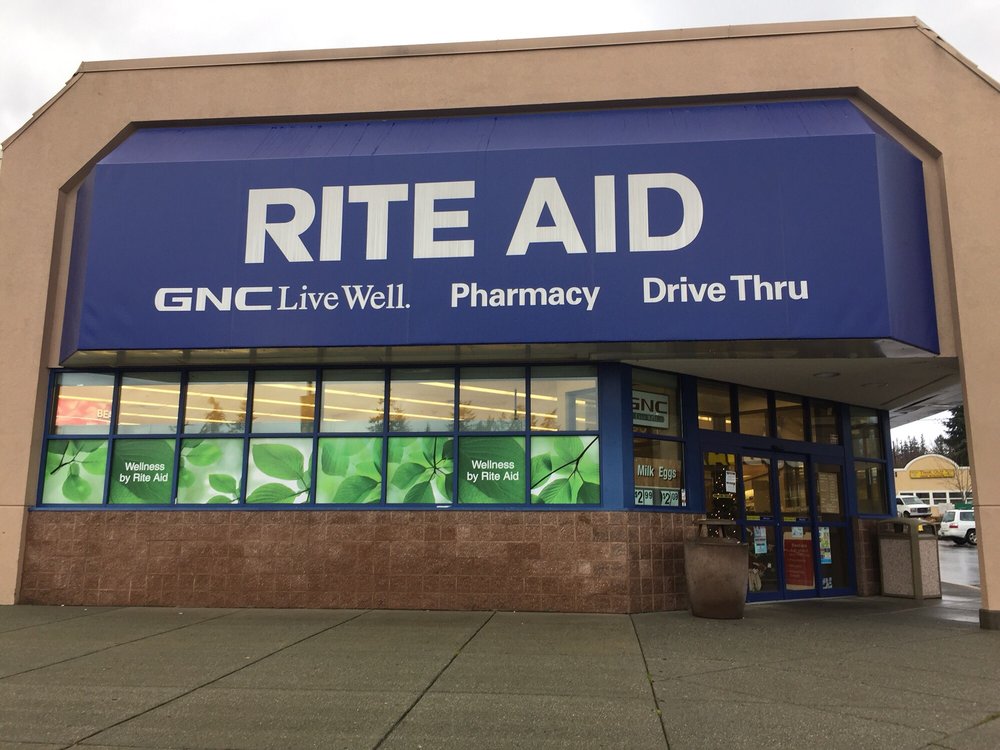 RITE AID
GNC Live Well. Pharmacy Drive Thru
GNC
Wellness
by Rite Aid
Wellness
by Rite Aid
Milk Eggs